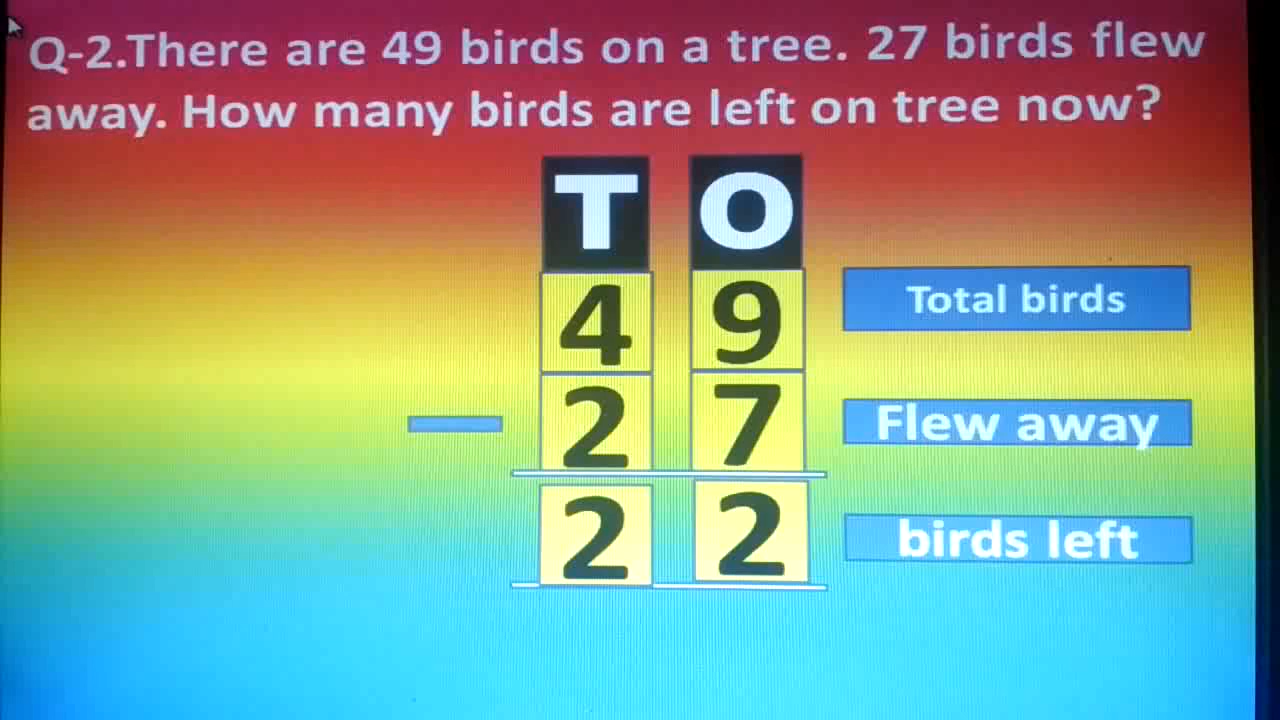 Q-2.There are 49 birds on a tree. 27 birds flew
away. How many birds are left on tree now?
T O
4 9 Total birds
2 7 Flew away
2 2 birds left